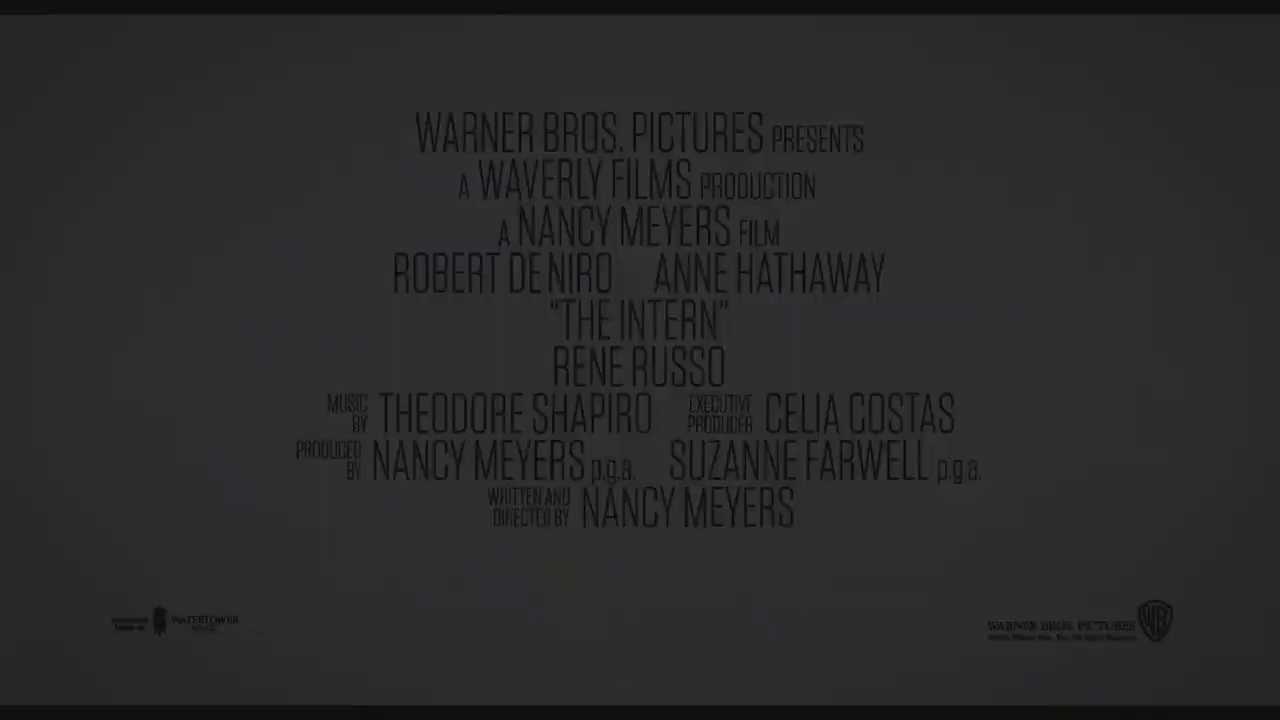 WARNER BROS. PICTURES PRESENTS
A WAVERLY FILMS PRODUCTION
A NANCY MEYERS FILM
ROBERT DE NIRO ANNE HATHAWAY
"THE INTERN"
RENE RUSSO
MUSIC BY THEODORE SHAPIRO EXECUTIVE PRODUCER CELIA COSTAS
PRODUCED BY NANCY MEYERS p.g.a. SUZANNE FARWELL p.g.a.
WRITTEN AND DIRECTED BY NANCY MEYERS
WATERTOWER
WARNER BROS. PICTURES
WB